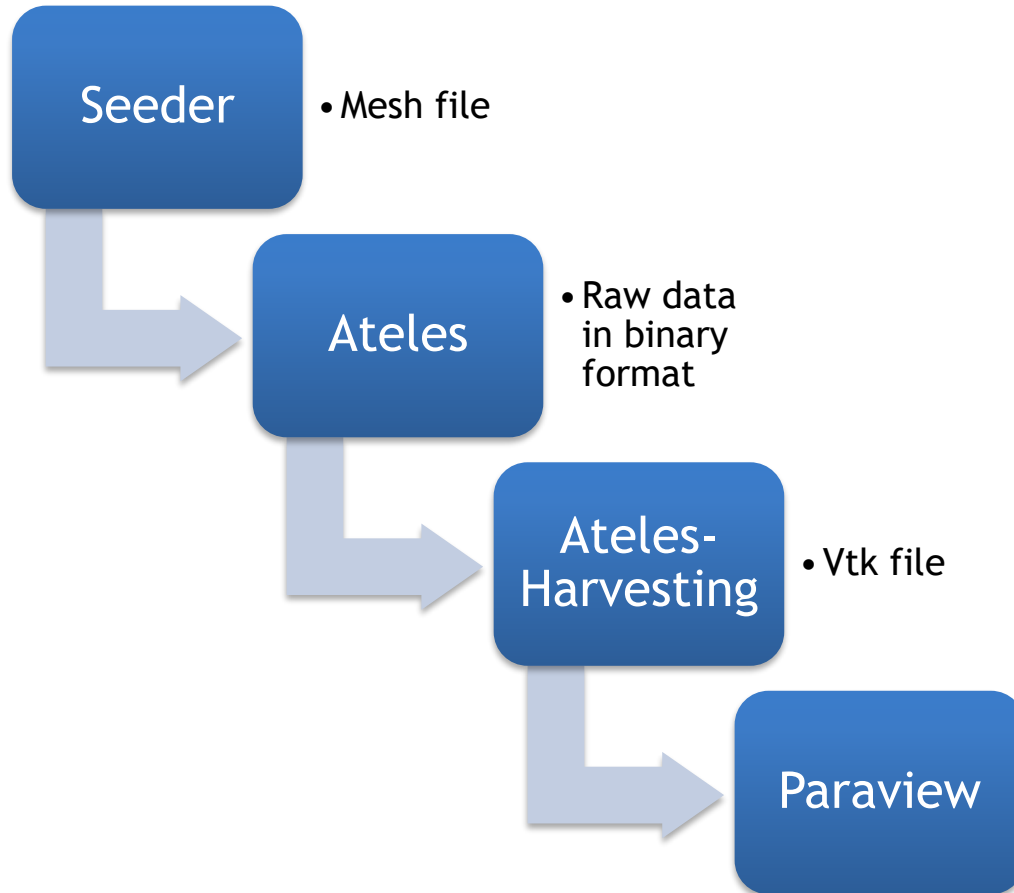 Seeder
• Mesh file
Ateles
• Raw data
in binary
format
Ateles-
Harvesting
• Vtk file
Paraview